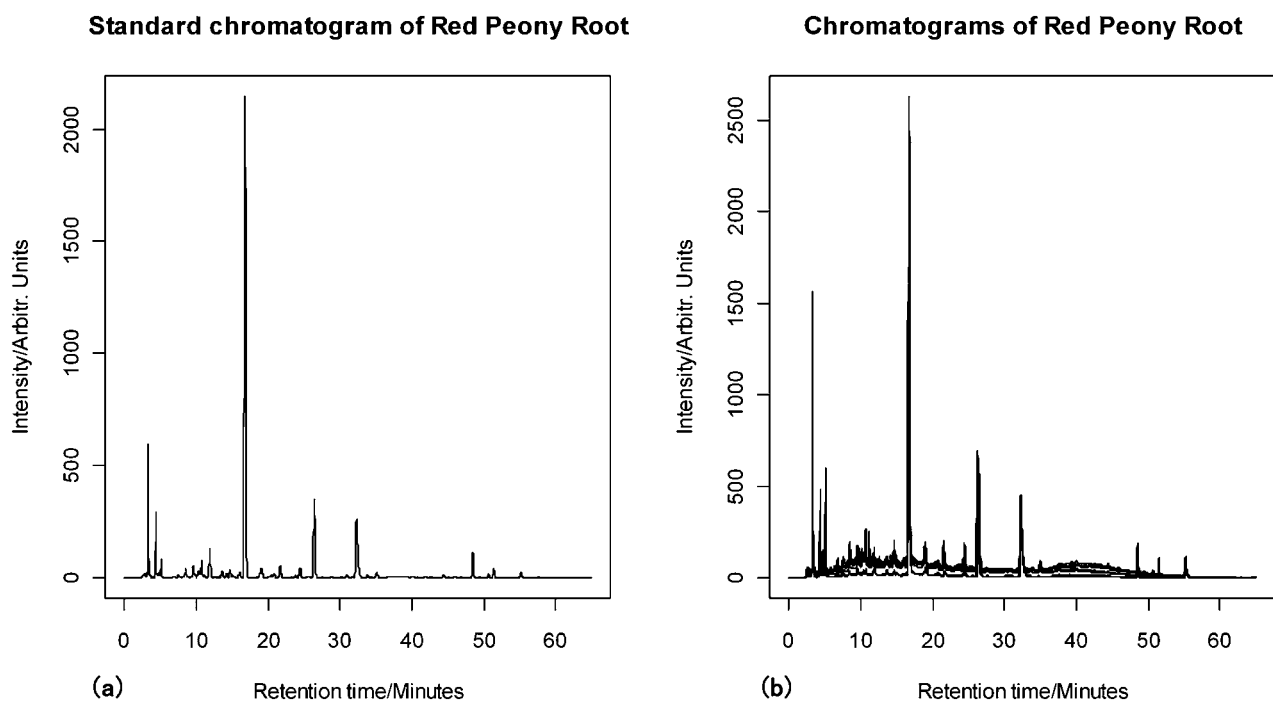 Standard chromatogram of Red Peony Root
Intensity/Arbitr. Units
2000
1500
1000
500
0
0 10 20 30 40 50 60
(a) Retention time/Minutes
Chromatograms of Red Peony Root
Intensity/Arbitr. Units
2500
2000
1500
1000
500
0
0 10 20 30 40 50 60
(b) Retention time/Minutes